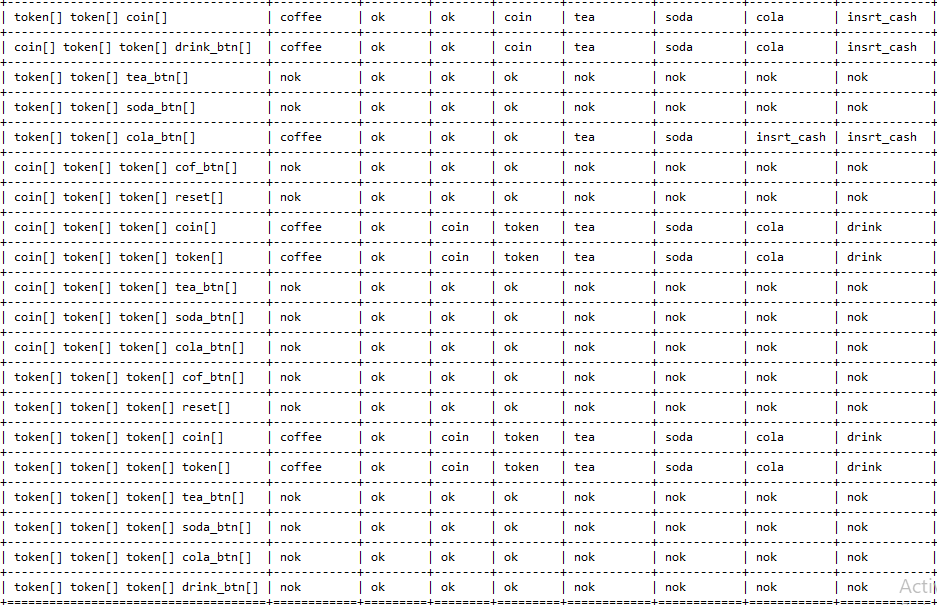 | token[] token[] coin[] | coffee | ok | ok | coin | tea | soda | cola | insrt_cash |
| coin[] token[] token[] drink_btn[] | coffee | ok | ok | coin | tea | soda | cola | insrt_cash |
| token[] token[] tea_btn[] | nok | ok | ok | ok | nok | nok | nok | nok |
| token[] token[] soda_btn[] | nok | ok | ok | ok | nok | nok | nok | nok |
| token[] token[] cola_btn[] | coffee | ok | ok | ok | tea | soda | insrt_cash | insrt_cash |
| coin[] token[] token[] cof_btn[] | nok | ok | ok | ok | nok | nok | nok | nok |
| coin[] token[] token[] reset[] | nok | ok | ok | ok | nok | nok | nok | nok |
| coin[] token[] token[] coin[] | coffee | ok | coin | token | tea | soda | cola | drink |
| coin[] token[] token[] token[] | coffee | ok | coin | token | tea | soda | cola | drink |
| coin[] token[] token[] tea_btn[] | nok | ok | ok | ok | nok | nok | nok | nok |
| coin[] token[] token[] soda_btn[] | nok | ok | ok | ok | nok | nok | nok | nok |
| coin[] token[] token[] cola_btn[] | nok | ok | ok | ok | nok | nok | nok | nok |
| token[] token[] token[] cof_btn[] | nok | ok | ok | ok | nok | nok | nok | nok |
| token[] token[] token[] reset[] | nok | ok | ok | ok | nok | nok | nok | nok |
| token[] token[] token[] coin[] | coffee | ok | coin | token | tea | soda | cola | drink |
| token[] token[] token[] token[] | coffee | ok | coin | token | tea | soda | cola | drink |
| token[] token[] token[] tea_btn[] | nok | ok | ok | ok | nok | nok | nok | nok |
| token[] token[] token[] soda_btn[] | nok | ok | ok | ok | nok | nok | nok | nok |
| token[] token[] token[] cola_btn[] | nok | ok | ok | ok | nok | nok | nok | nok |
| token[] token[] token[] drink_btn[] | nok | ok | ok | ok | nok | nok | nok | nok |